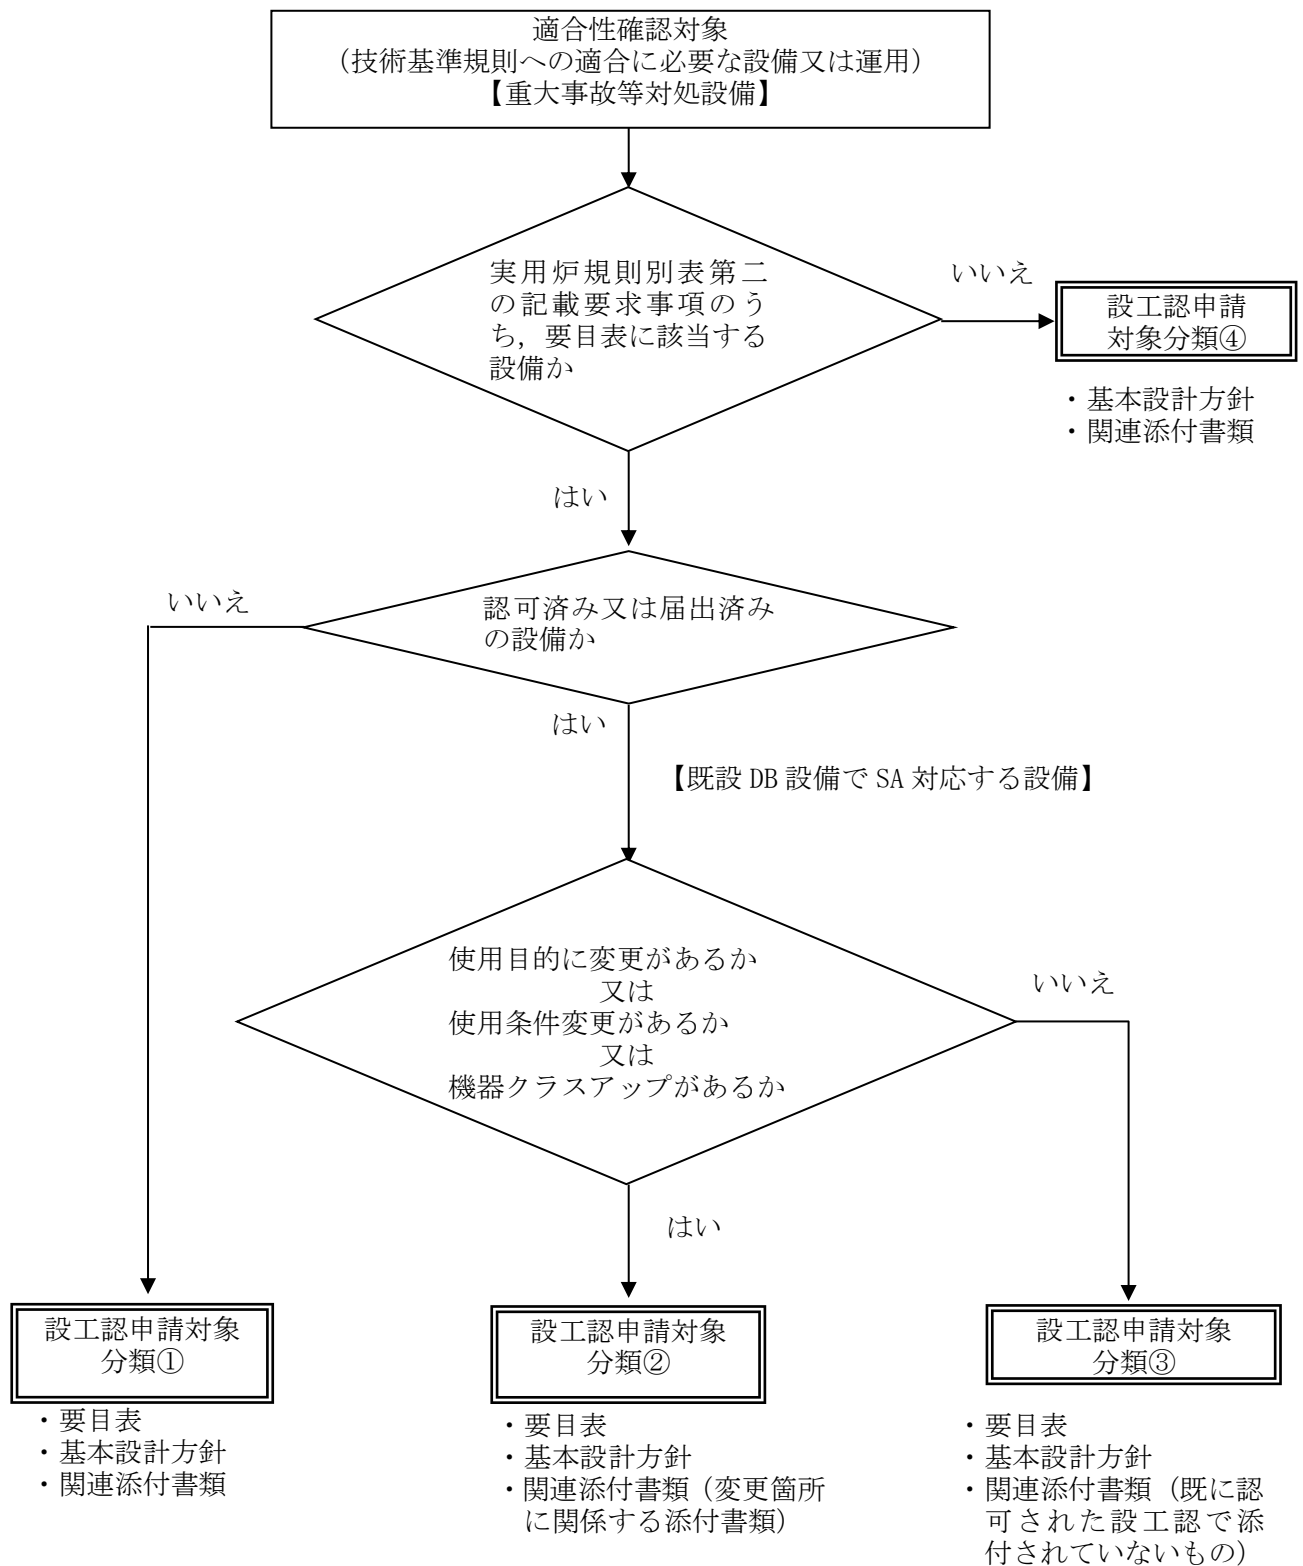 適合性確認対象
（技術基準規則への適合に必要な設備又は運用）
【重大事故等対処設備】
実用炉規則別表第二
の記載要求事項のう
ち，要目表に該当する
設備か
いいえ
設工認申請
対象分類④
・基本設計方針
・関連添付書類
はい
いいえ
認可済み又は届出済み
の設備か
はい
【既設 DB 設備で SA 対応する設備】
使用目的に変更があるか
又は
使用条件変更があるか
又は
機器クラスアップがあるか
いいえ
はい
設工認申請対象
分類①
・要目表
・基本設計方針
・関連添付書類
設工認申請対象
分類②
・要目表
・基本設計方針
・関連添付書類（変更箇所
に関係する添付書類）
設工認申請対象
分類③
・要目表
・基本設計方針
・関連添付書類（既に認
可された設工認で添
付されていないもの）